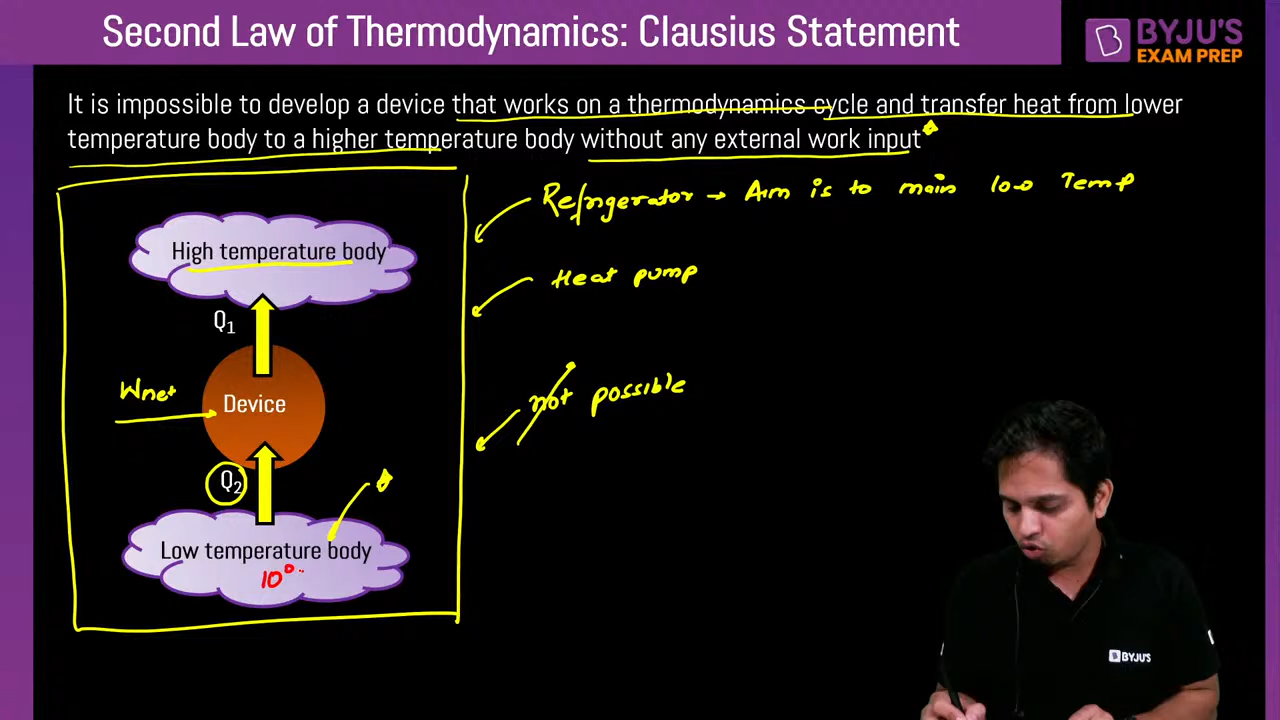 Second Law of Thermodynamics: Clausius Statement
BYJU'S
EXAM PREP
It is impossible to develop a device that works on a thermodynamics cycle and transfer heat from lower
temperature body to a higher temperature body without any external work input
Refrigerator → Aim is to main low Temp
High temperature body
Heat pump
Q1
Wnet
Device
not possible
Q2
Low temperature body
10°
BYJU'S